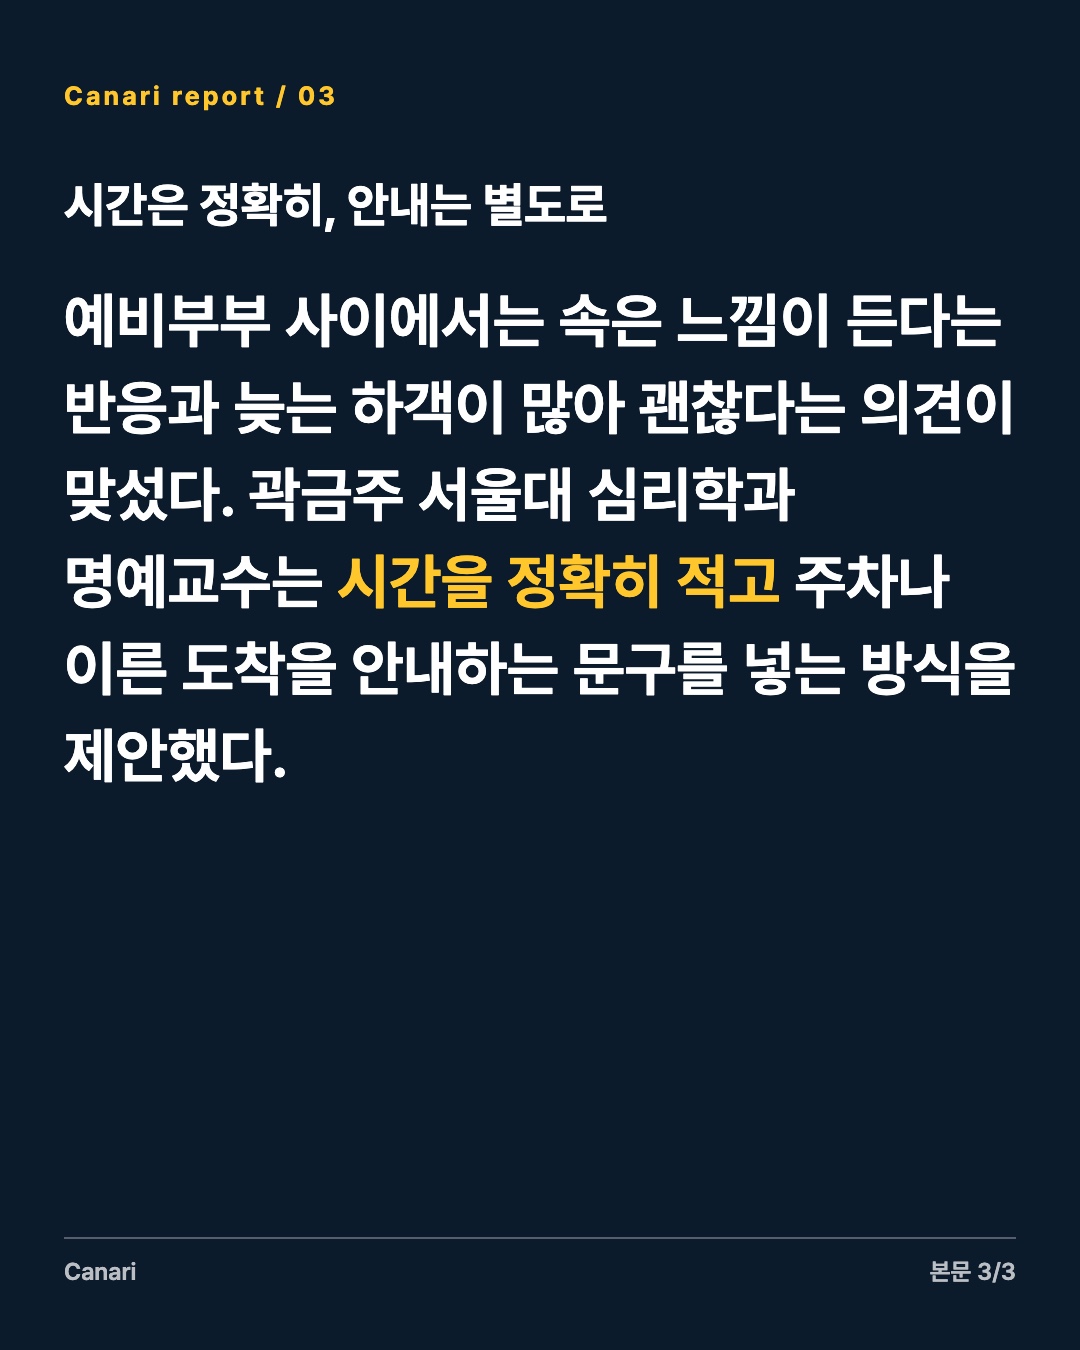 Canari report / 03
시간은 정확히, 안내는 별도로
예비부부 사이에서는 속은 느낌이 든다는
반응과 늦는 하객이 많아 괜찮다는 의견이
맞섰다. 곽금주 서울대 심리학과
명예교수는 시간을 정확히 적고 주차나
이른 도착을 안내하는 문구를 넣는 방식을
제안했다.
Canari
본문 3/3